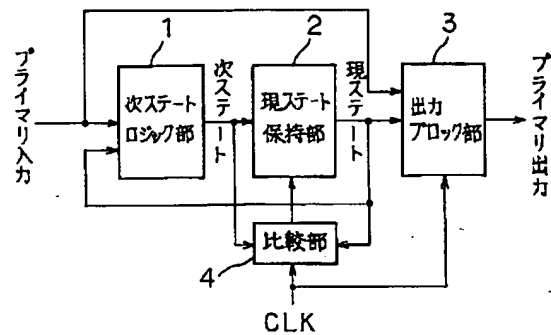 1
2
3
プライマリ入力
次ステート
ロジック部
次ステート
現ステート
保持部
現ステート
出力
ブロック部
プライマリ出力
比較部
4
CLK